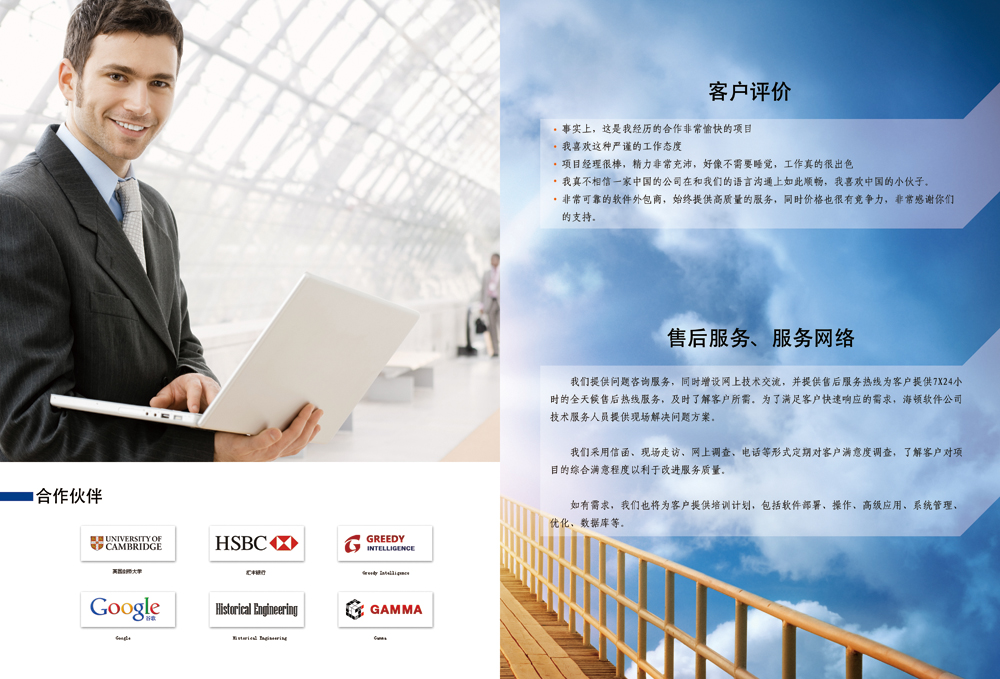 合作伙伴
UNIVERSITY OF
CAMBRIDGE
英国剑桥大学
HSBC
汇丰银行
GREEDY
INTELLIGENCE
Greedy Intelligence
Google
谷歌
Google
Historical Engineering
Historical Engineering
GAMMA
Gamma
客户评价
• 事实上，这是我经历的合作非常愉快的项目
• 我喜欢这种严谨的工作态度
• 项目经理很棒，精力非常充沛，好像不需要睡觉，工作真的很出色
• 我真不相信一家中国的公司在和我们的语言沟通上如此顺畅，我喜欢中国的小伙子。
• 非常可靠的软件外包商，始终提供高质量的服务，同时价格也很有竞争力，非常感谢你们
的支持。
售后服务、服务网络
我们提供问题咨询服务，同时增设网上技术交流，并提供售后服务热线为客户提供7X24小
时的全天候售后热线服务，及时了解客户所需。为了满足客户快速响应的需求，海顿软件公司
技术服务人员提供现场解决问题方案。
我们采用信函、现场走访、网上调查、电话等形式定期对客户满意度调查，了解客户对项
目的综合满意程度以利于改进服务质量。
如有需求，我们也将为客户提供培训计划，包括软件部署、操作、高级应用、系统管理、
优化、数据库等。